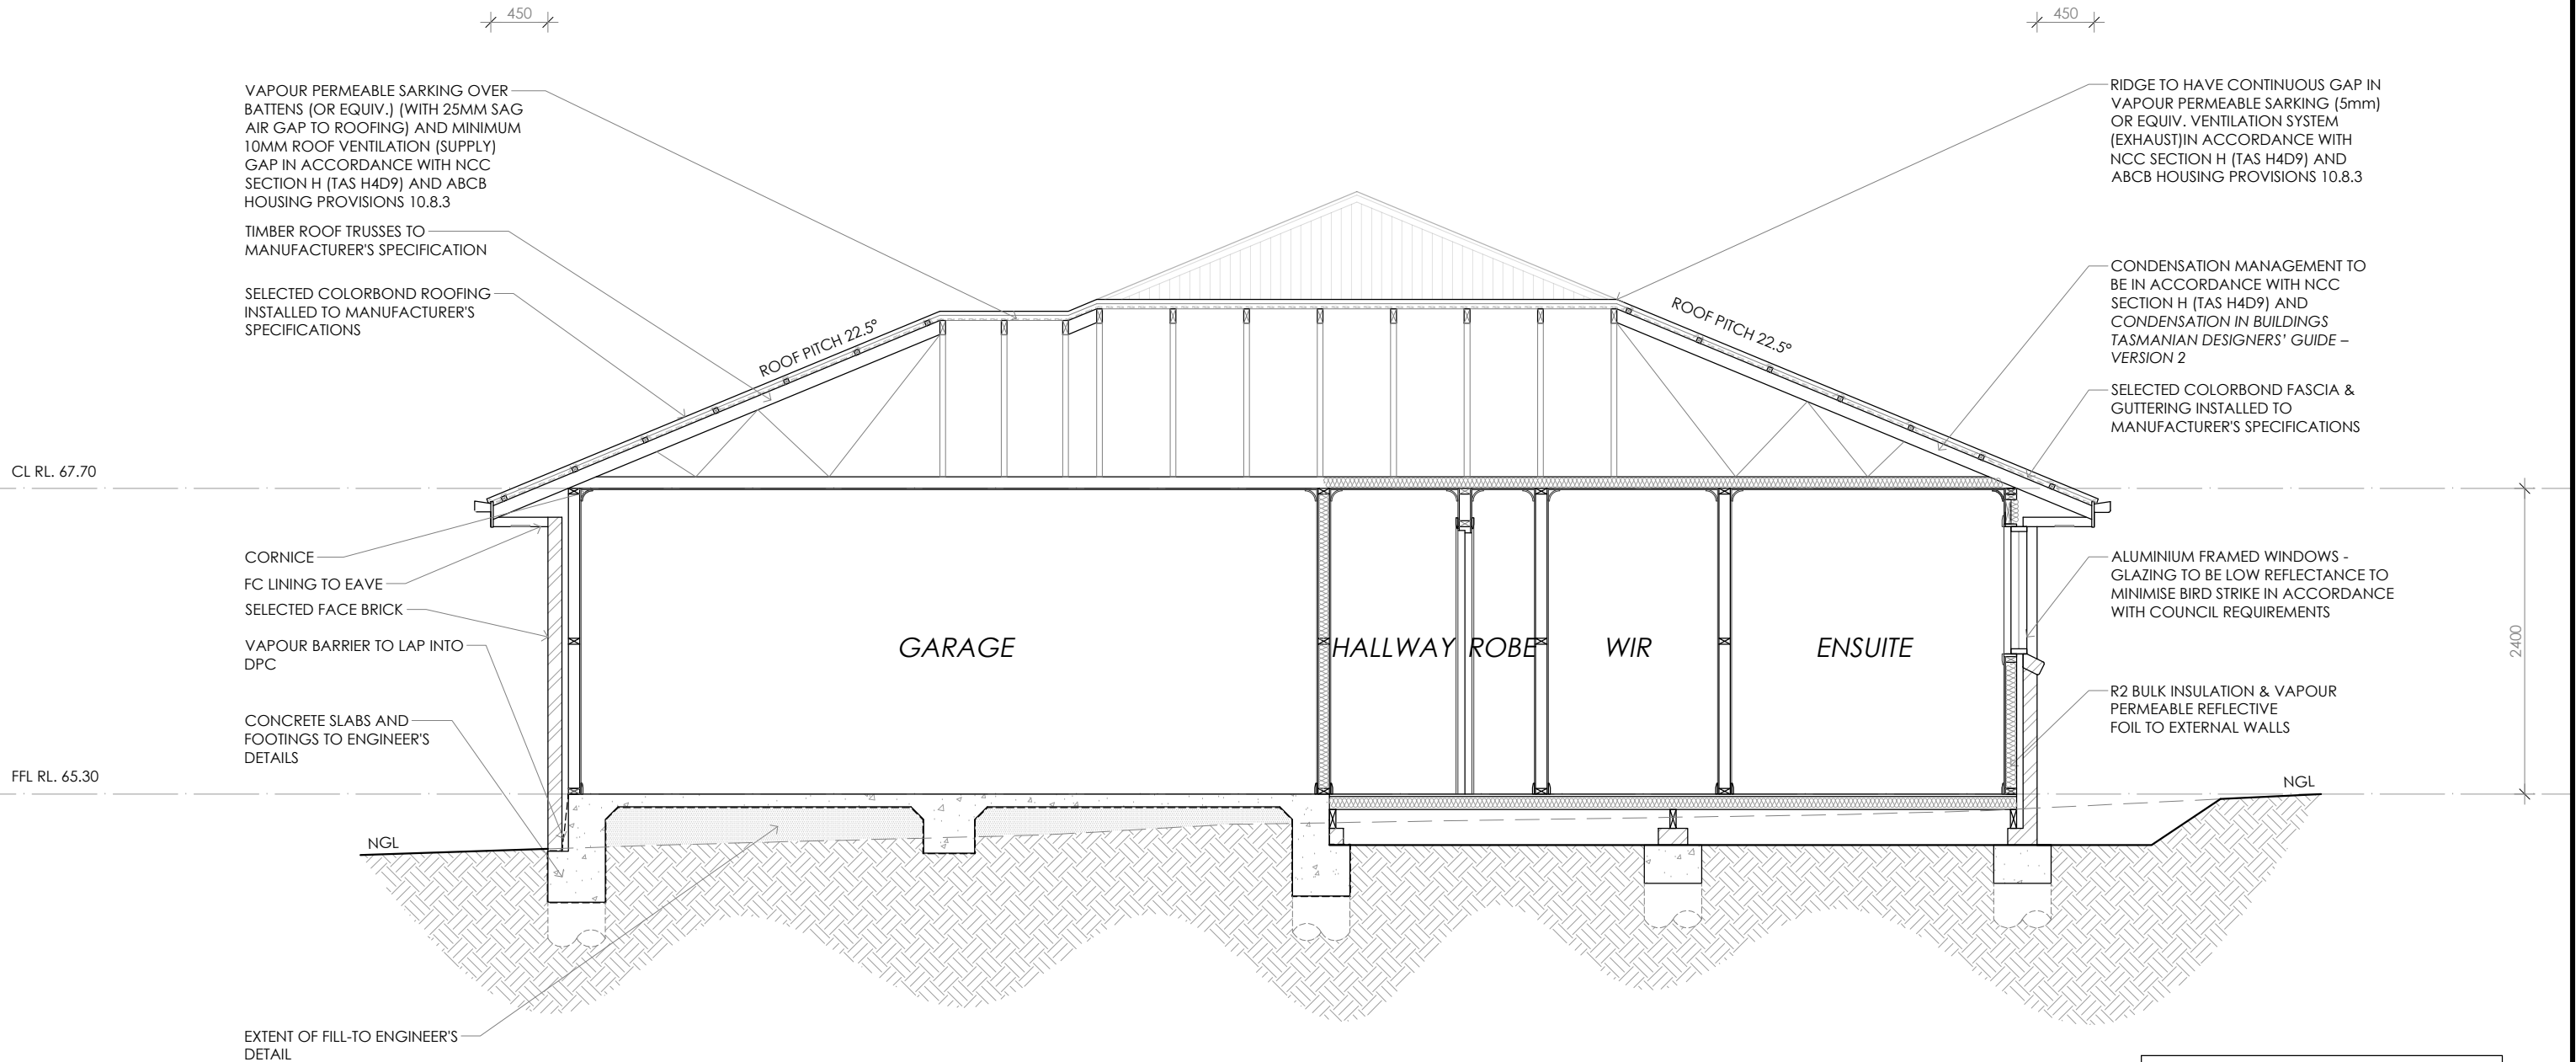 450
450
VAPOUR PERMEABLE SARKING OVER
BATTENS (OR EQUIV.) (WITH 25MM SAG
AIR GAP TO ROOFING) AND MINIMUM
10MM ROOF VENTILATION (SUPPLY)
GAP IN ACCORDANCE WITH NCC
SECTION H (TAS H4D9) AND ABCB
HOUSING PROVISIONS 10.8.3
TIMBER ROOF TRUSSES TO
MANUFACTURER'S SPECIFICATION
SELECTED COLORBOND ROOFING
INSTALLED TO MANUFACTURER'S
SPECIFICATIONS
RIDGE TO HAVE CONTINUOUS GAP IN
VAPOUR PERMEABLE SARKING (5mm)
OR EQUIV. VENTILATION SYSTEM
(EXHAUST)IN ACCORDANCE WITH
NCC SECTION H (TAS H4D9) AND
ABCB HOUSING PROVISIONS 10.8.3
CONDENSATION MANAGEMENT TO
BE IN ACCORDANCE WITH NCC
SECTION H (TAS H4D9) AND
CONDENSATION IN BUILDINGS
TASMANIAN DESIGNERS' GUIDE –
VERSION 2
SELECTED COLORBOND FASCIA &
GUTTERING INSTALLED TO
MANUFACTURER'S SPECIFICATIONS
ROOF PITCH 22.5°
ROOF PITCH 22.5°
CL RL. 67.70
CORNICE
FC LINING TO EAVE
SELECTED FACE BRICK
VAPOUR BARRIER TO LAP INTO
DPC
CONCRETE SLABS AND
FOOTINGS TO ENGINEER'S
DETAILS
FFL RL. 65.30
GARAGE
HALLWAY
ROBE
WIR
ENSUITE
ALUMINIUM FRAMED WINDOWS -
GLAZING TO BE LOW REFLECTANCE TO
MINIMISE BIRD STRIKE IN ACCORDANCE
WITH COUNCIL REQUIREMENTS
2400
R2 BULK INSULATION & VAPOUR
PERMEABLE REFLECTIVE
FOIL TO EXTERNAL WALLS
NGL
NGL
EXTENT OF FILL-TO ENGINEER'S
DETAIL